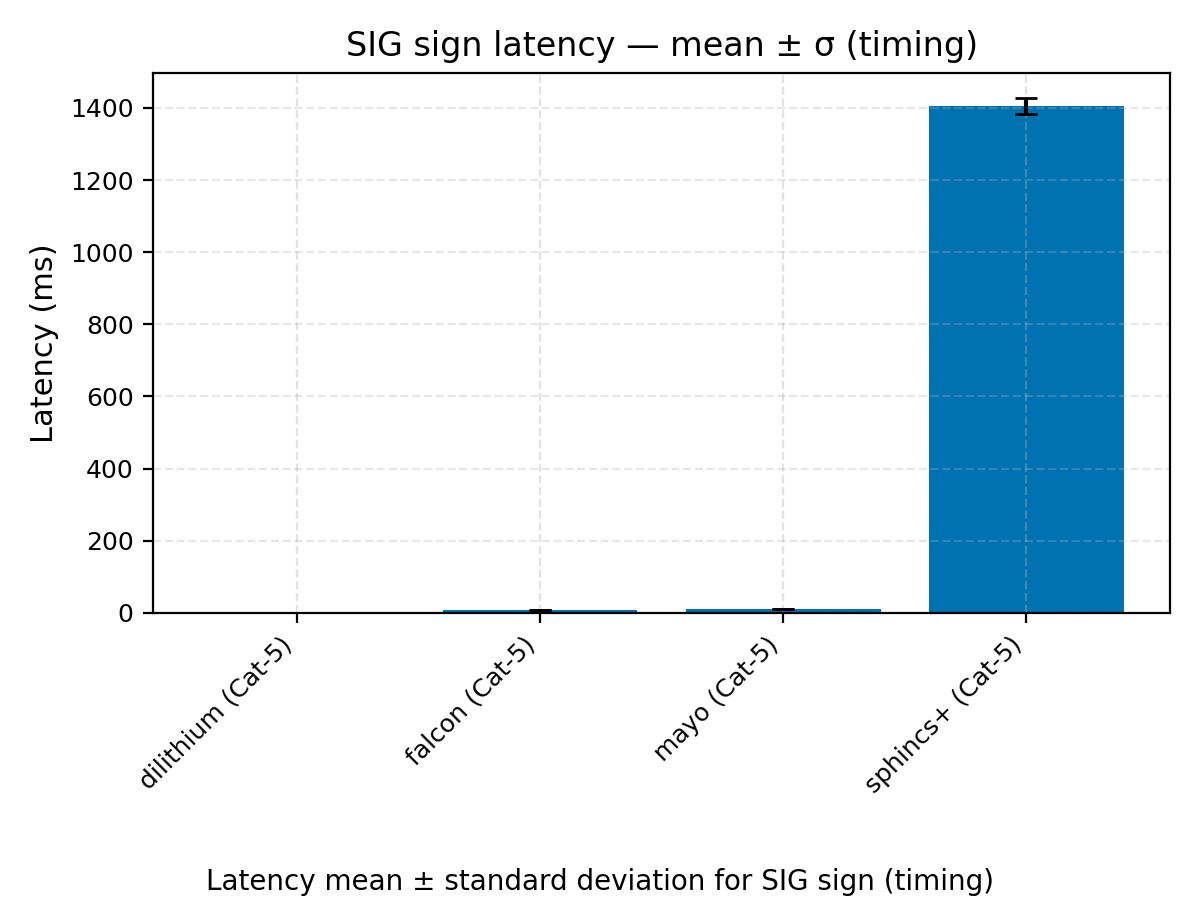 SIG sign latency — mean ± σ (timing)
Latency (ms)
1400
1200
1000
800
600
400
200
0
dilithium (Cat-5)
falcon (Cat-5)
mayo (Cat-5)
sphincs+ (Cat-5)
Latency mean ± standard deviation for SIG sign (timing)